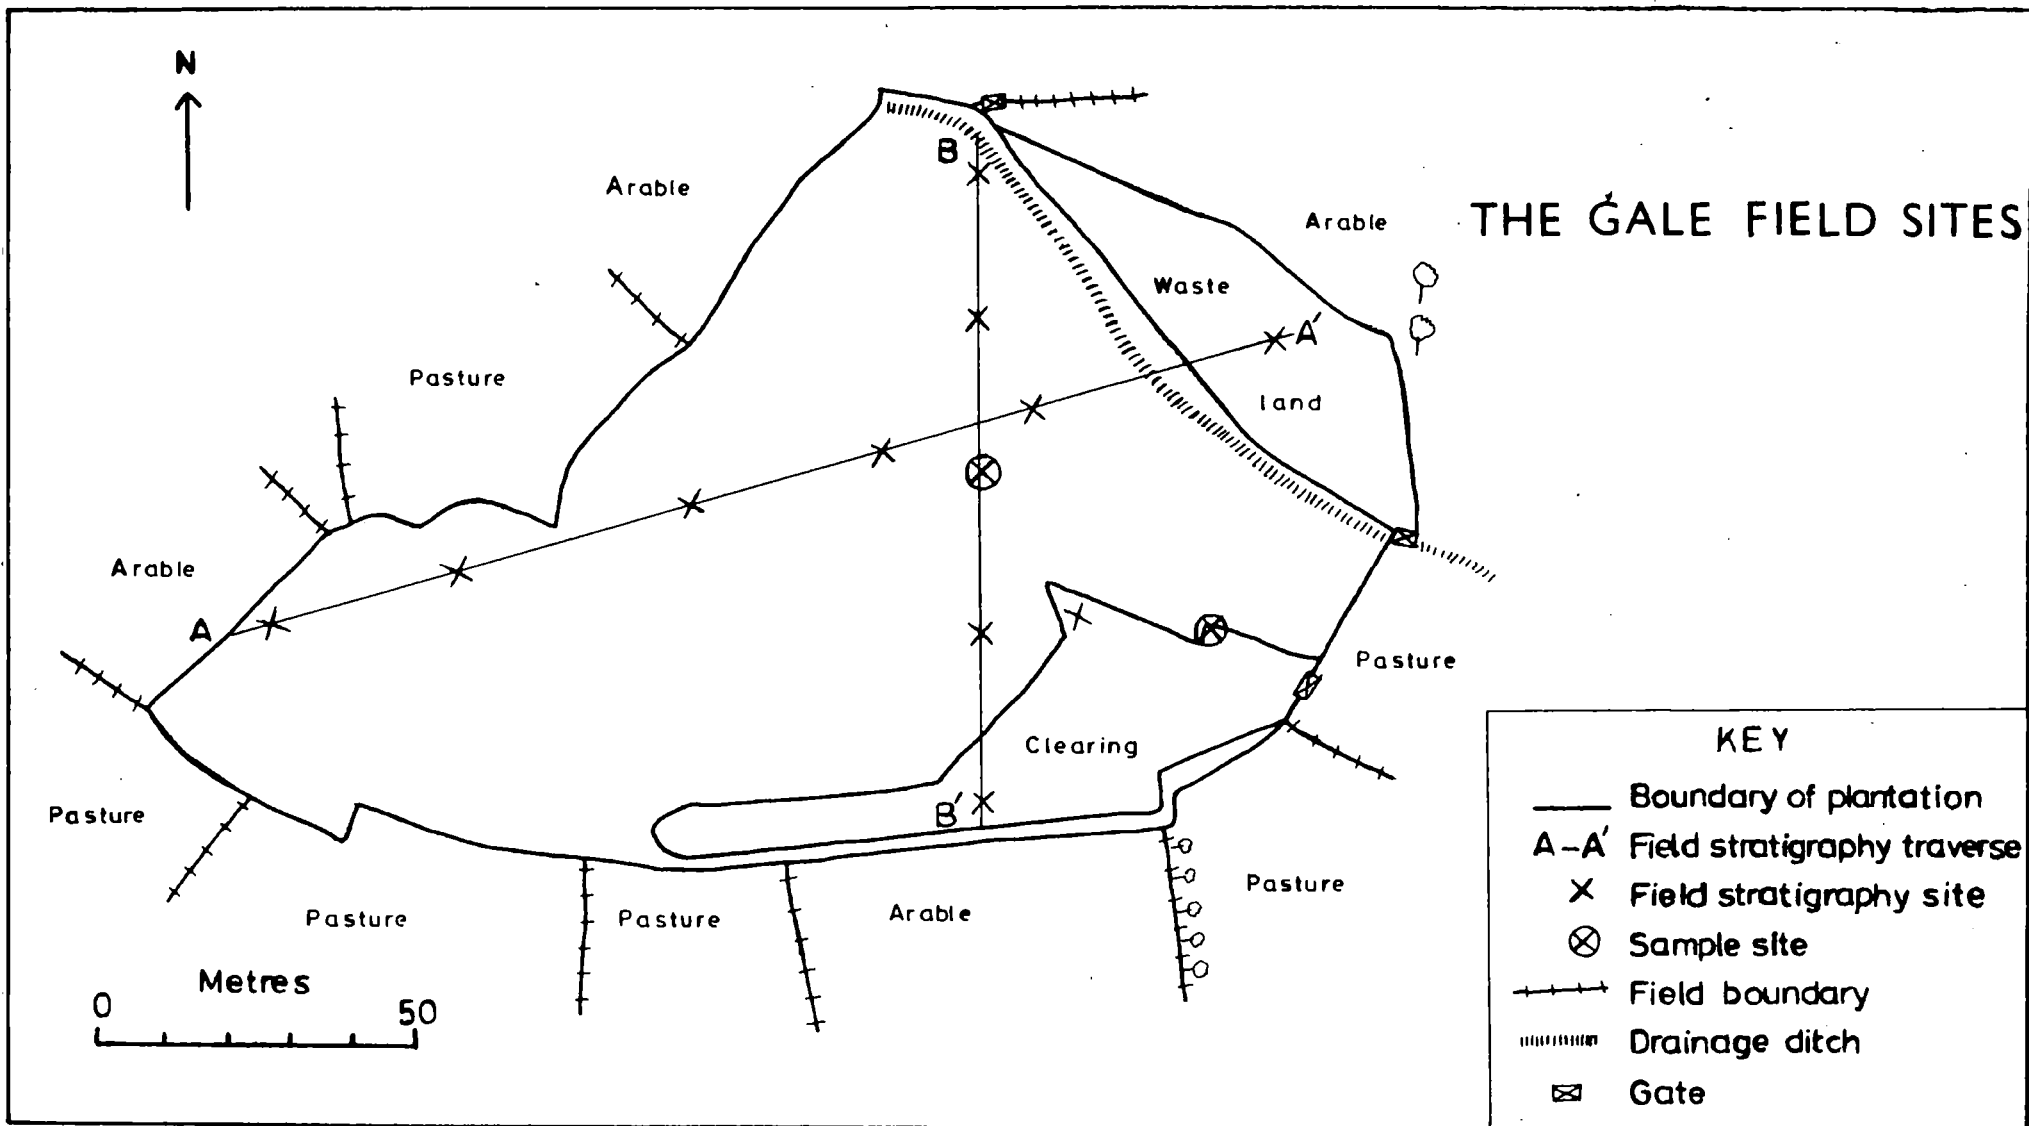 N
THE GALE FIELD SITES
Arable
Arable
B
Waste
A′
Pasture
land
Arable
A
Pasture
Clearing
B′
Pasture
Pasture
Pasture
Arable
Pasture
Metres
0 50
KEY
Boundary of plantation
A-A′ Field stratigraphy traverse
Field stratigraphy site
Sample site
Field boundary
Drainage ditch
Gate